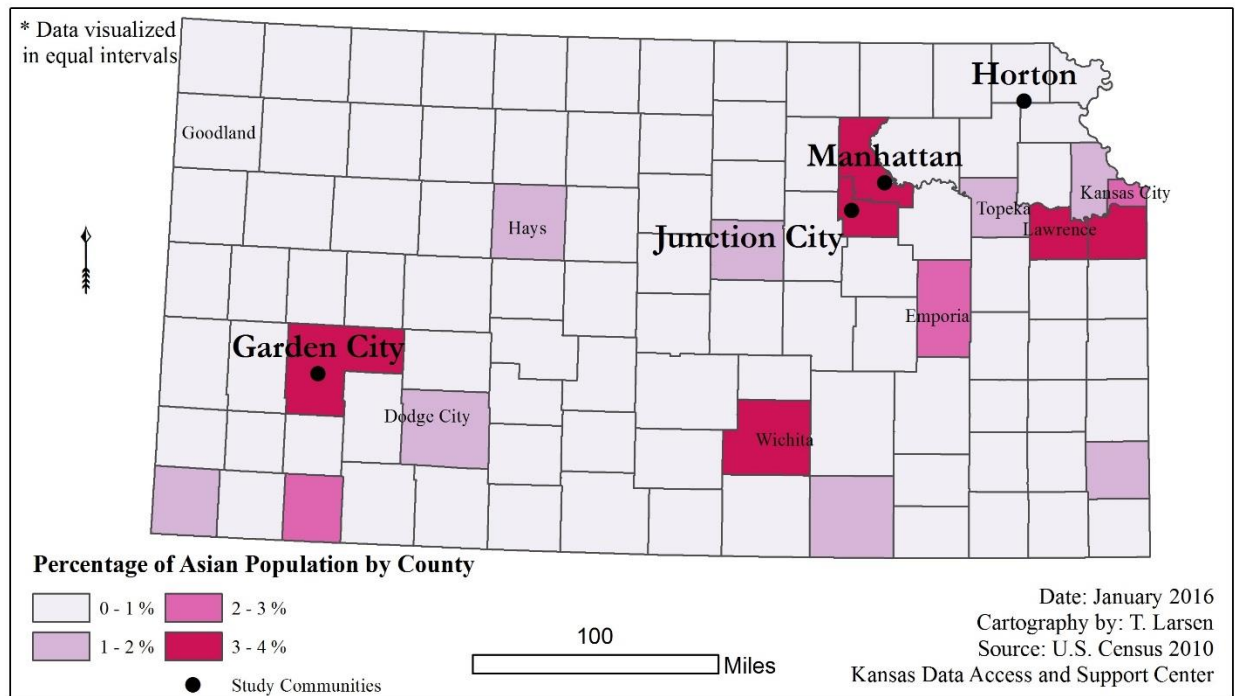 * Data visualized
in equal intervals
Horton
Goodland
Manhattan
Kansas City
Topeka
Hays
Junction City
Lawrence
Emporia
Garden City
Dodge City
Wichita
Percentage of Asian Population by County
0 - 1 %
2 - 3 %
1 - 2 %
3 - 4 %
Study Communities
100
Miles
Date: January 2016
Cartography by: T. Larsen
Source: U.S. Census 2010
Kansas Data Access and Support Center